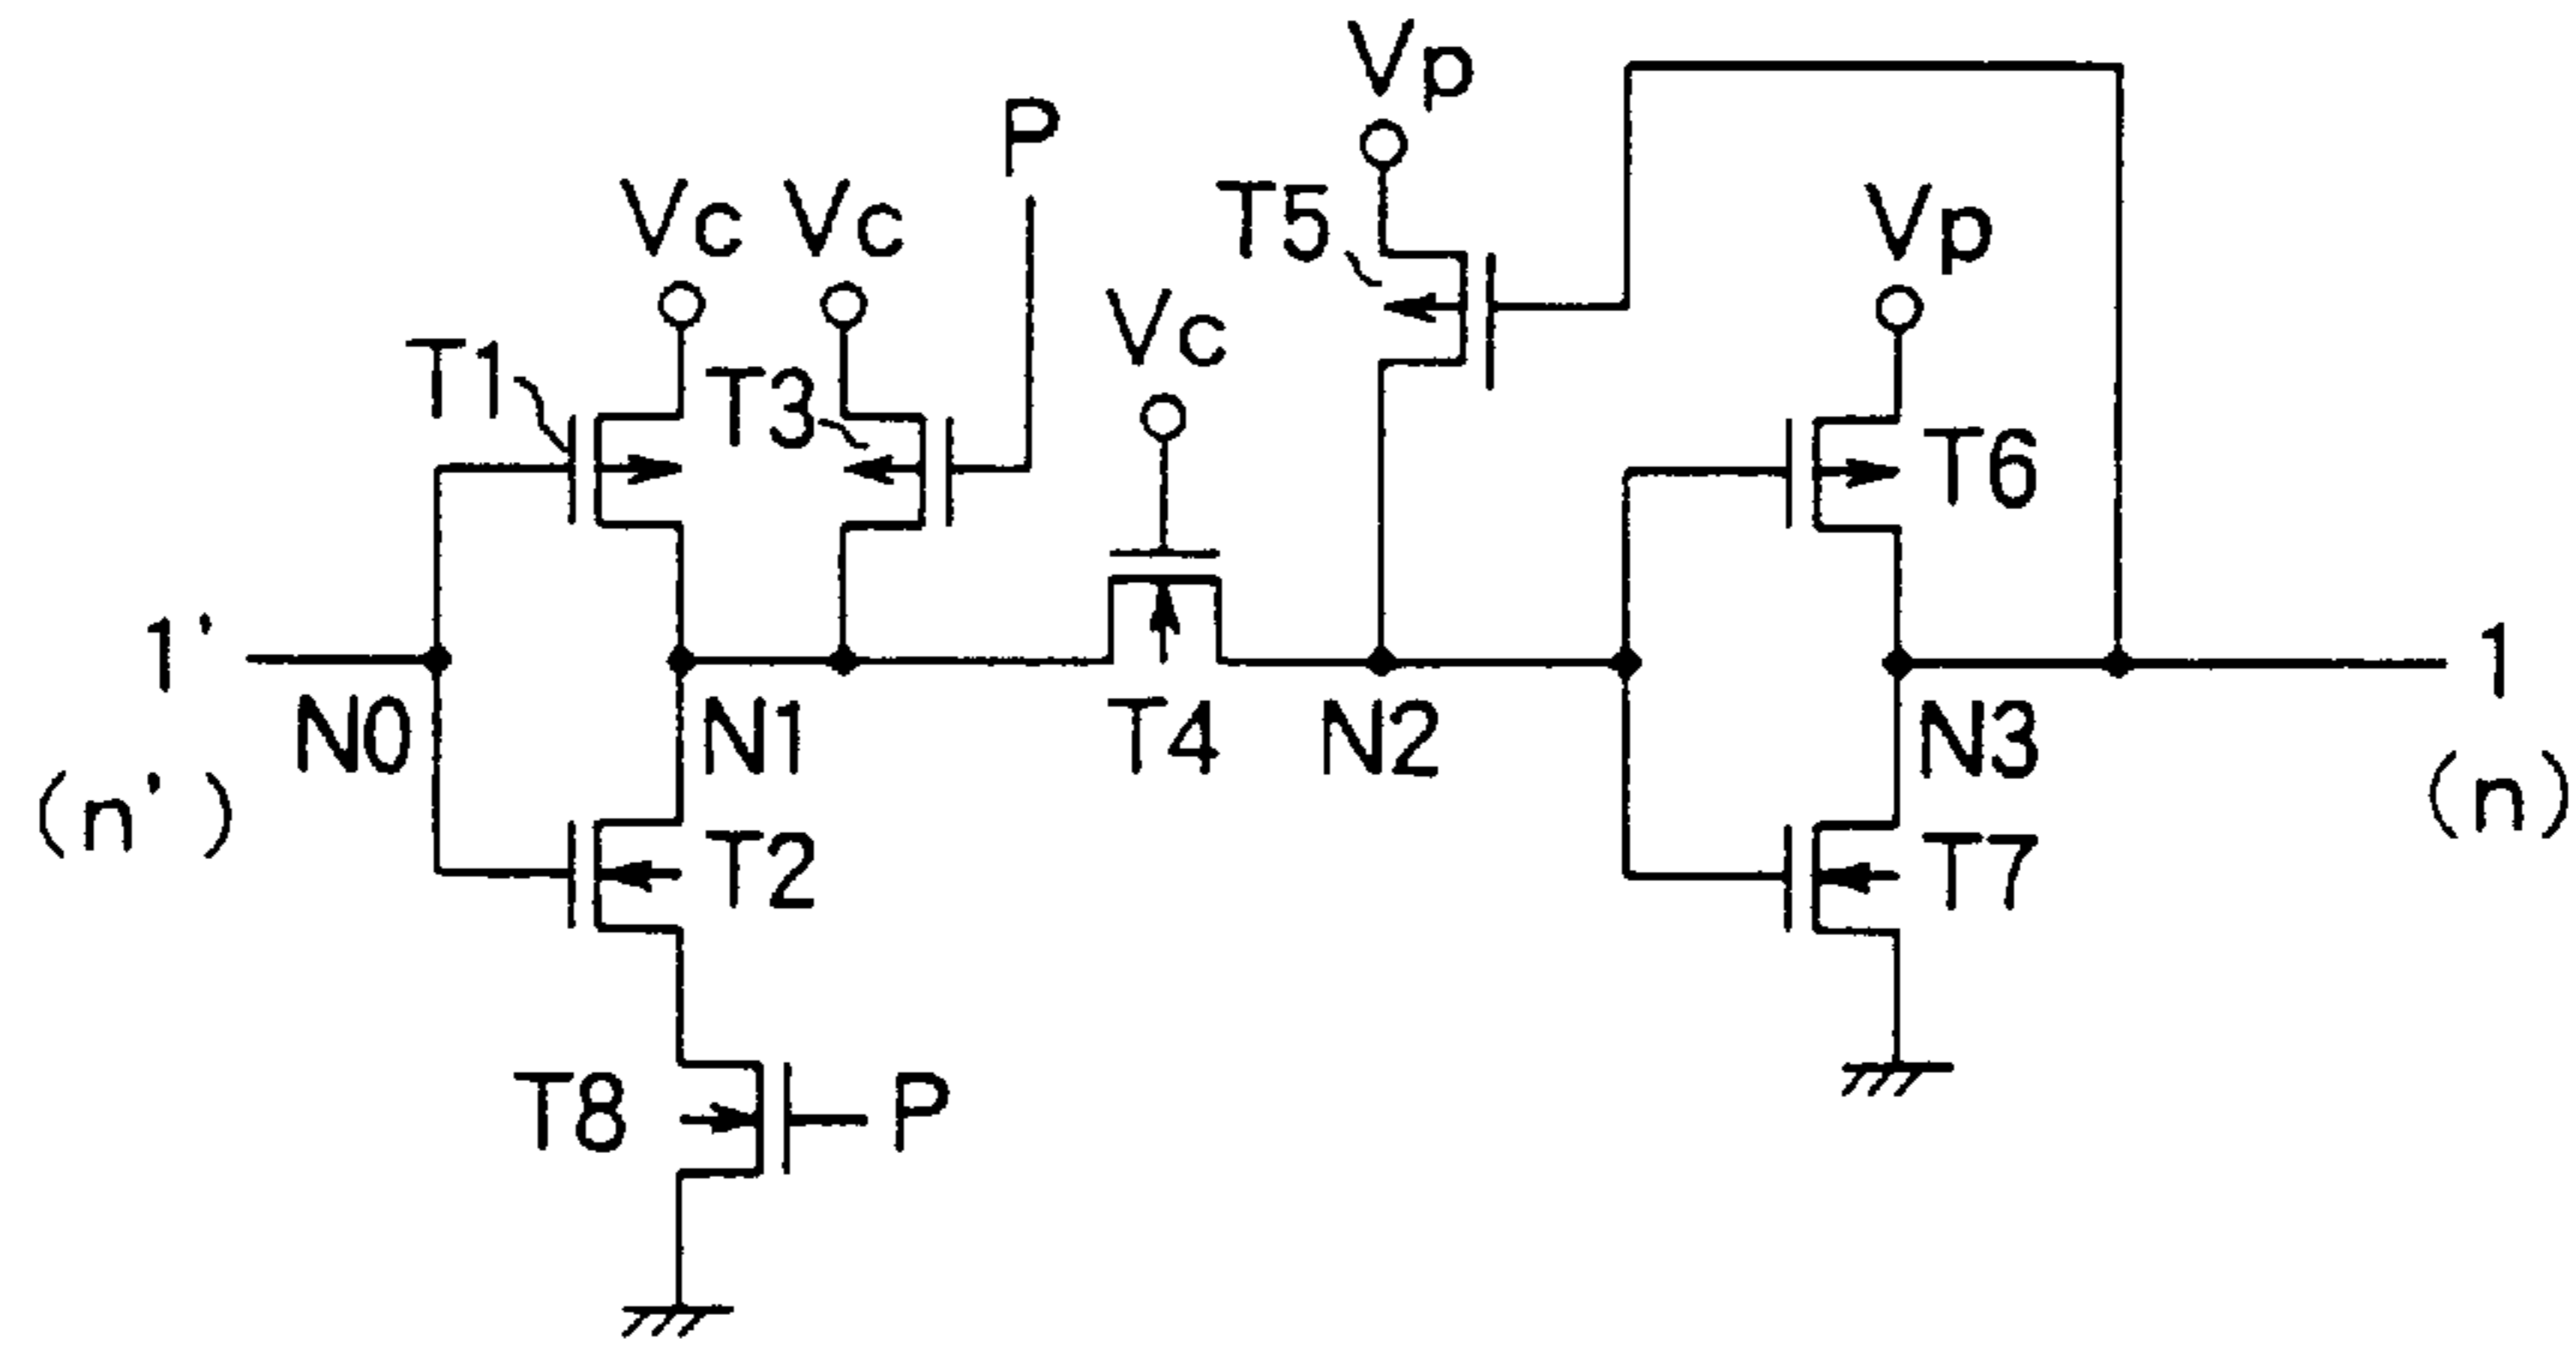 Vp
P
Vc Vc
T5
Vp
Vc
T1
T3
T6
1'
1
N0
N1
T4
N2
N3
(n')
(n)
T2
T7
T8
P